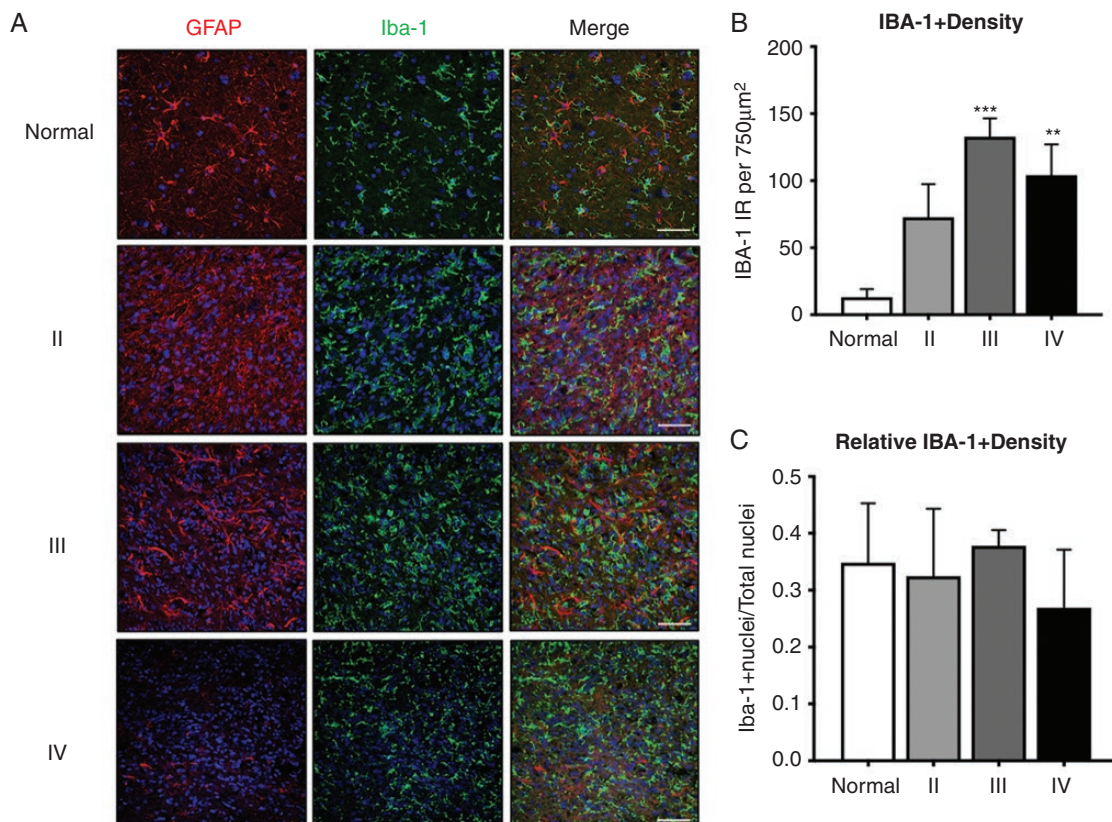 A
GFAP
Iba-1
Merge
Normal
II
III
IV
B
IBA-1+Density
IBA-1 IR per 750µm²
200
150
100
50
0
***
**
Normal
II
III
IV
C
Relative IBA-1+Density
Iba-1+nuclei/Total nuclei
0.5
0.4
0.3
0.2
0.1
0.0
Normal
II
III
IV